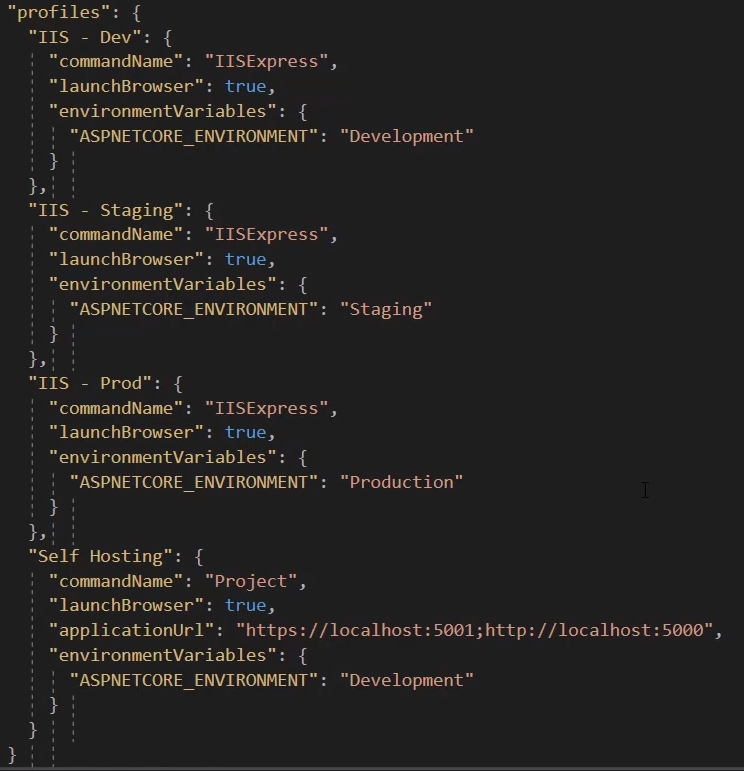 "profiles": {
"IIS - Dev": {
"commandName": "IISExpress",
"launchBrowser": true,
"environmentVariables": {
"ASPNETCORE_ENVIRONMENT": "Development"
}
},
"IIS - Staging": {
"commandName": "IISExpress",
"launchBrowser": true,
"environmentVariables": {
"ASPNETCORE_ENVIRONMENT": "Staging"
}
},
"IIS - Prod": {
"commandName": "IISExpress",
"launchBrowser": true,
"environmentVariables": {
"ASPNETCORE_ENVIRONMENT": "Production"
}
},
"Self Hosting": {
"commandName": "Project",
"launchBrowser": true,
"applicationUrl": "https://localhost:5001;http://localhost:5000",
"environmentVariables": {
"ASPNETCORE_ENVIRONMENT": "Development"
}
}
}